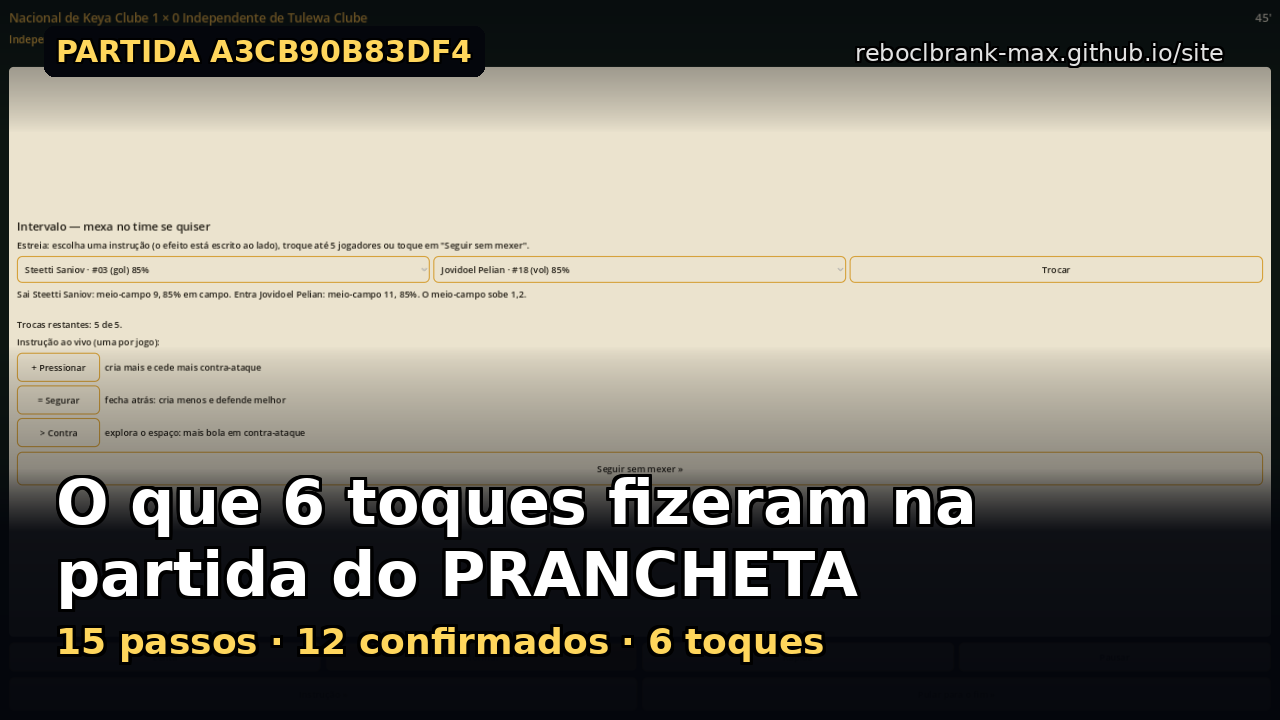 Nacional de Keya Clube 1 × 0 Independente de Tulewa Clube
45'
Indepe
PARTIDA A3CB90B83DF4
reboclbrank-max.github.io/site
Intervalo — mexa no time se quiser
Estreia: escolha uma instrução (o efeito está escrito ao lado), troque até 5 jogadores ou toque em "Seguir sem mexer".
Steetti Saniov · #03 (gol) 85%
Jovidoel Pelian · #18 (vol) 85%
Trocar
Sai Steetti Saniov: meio-campo 9, 85% em campo. Entra Jovidoel Pelian: meio-campo 11, 85%. O meio-campo sobe 1,2.
Trocas restantes: 5 de 5.
Instrução ao vivo (uma por jogo):
+ Pressionar
cria mais e cede mais contra-ataque
= Segurar
fecha atrás: cria menos e defende melhor
> Contra
explora o espaço: mais bola em contra-ataque
Seguir sem mexer »
O que 6 toques fizeram na
partida do PRANCHETA
15 passos · 12 confirmados · 6 toques